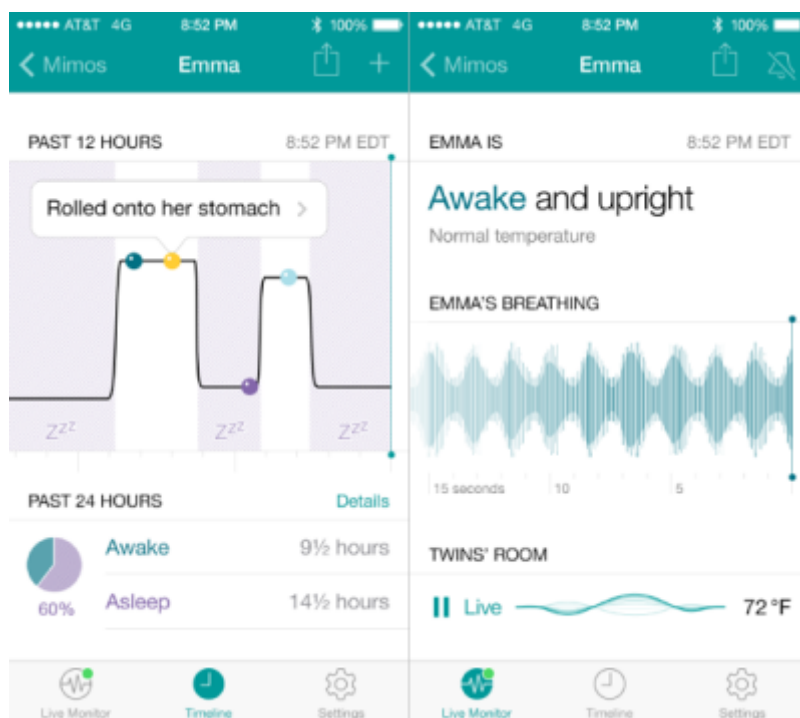 AT&T 4G 8:52 PM 100%
Mimos Emma
PAST 12 HOURS 8:52 PM EDT
Rolled onto her stomach
Zzz Zzz Zzz
PAST 24 HOURS Details
Awake 9½ hours
60% Asleep 14½ hours
Live Monitor Timeline Settings
AT&T 4G 8:52 PM 100%
Mimos Emma
EMMA IS 8:52 PM EDT
Awake and upright
Normal temperature
EMMA'S BREATHING
15 seconds 10 5
TWINS' ROOM
Live 72 °F
Live Monitor Timeline Settings